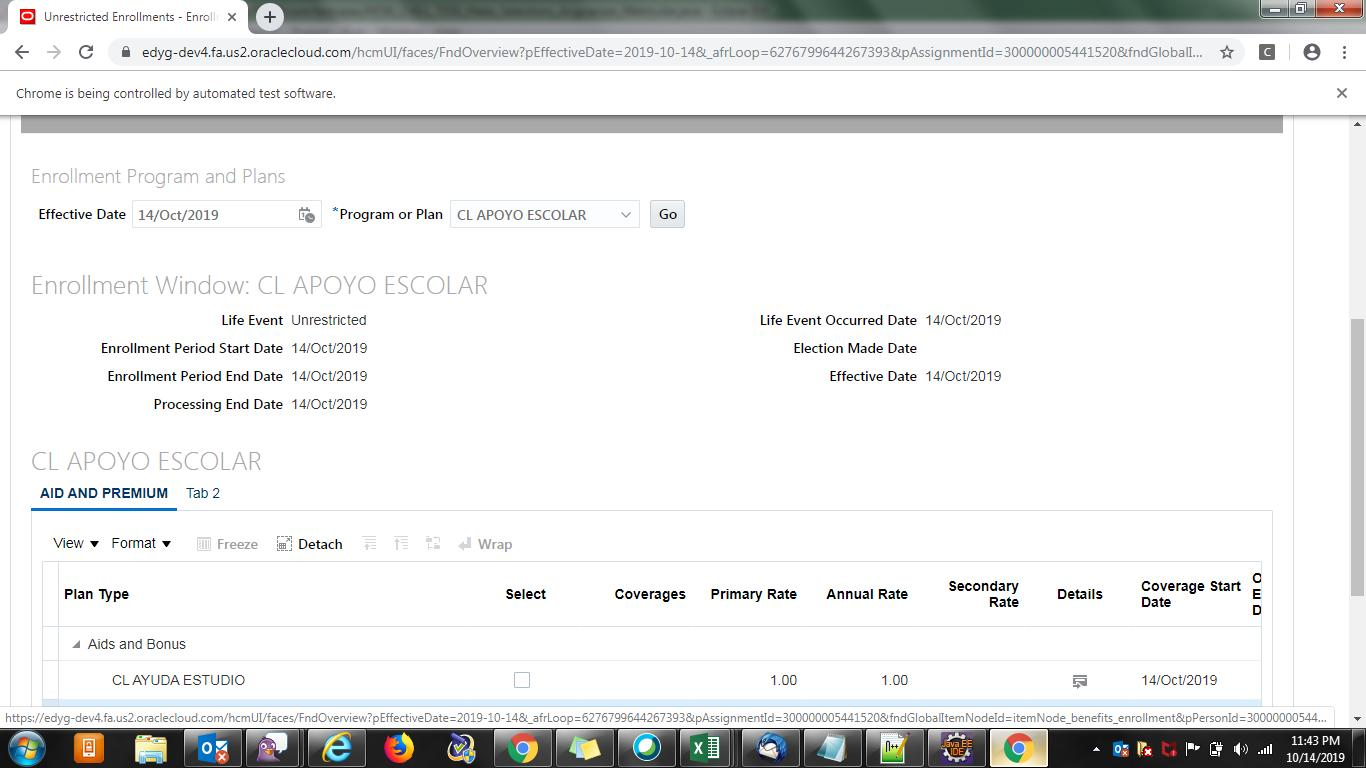 Unrestricted Enrollments - Enroll
edyg-dev4.fa.us2.oraclecloud.com/hcmUI/faces/FndOverview?pEffectiveDate=2019-10-14&_afrLoop=6276799644267393&pAssignmentId=300000005441520&fndGlobalI...
C
Chrome is being controlled by automated test software.
Enrollment Program and Plans
Effective Date 14/Oct/2019 *Program or Plan CL APOYO ESCOLAR Go
Enrollment Window: CL APOYO ESCOLAR
Life Event Unrestricted Life Event Occurred Date 14/Oct/2019
Enrollment Period Start Date 14/Oct/2019 Election Made Date
Enrollment Period End Date 14/Oct/2019 Effective Date 14/Oct/2019
Processing End Date 14/Oct/2019
CL APOYO ESCOLAR
AID AND PREMIUM Tab 2
View Format Freeze Detach Wrap
Plan Type Select Coverages Primary Rate Annual Rate Secondary Rate Details Coverage Start Date O E D
Aids and Bonus
CL AYUDA ESTUDIO 1.00 1.00 14/Oct/2019
https://edyg-dev4.fa.us2.oraclecloud.com/hcmUI/faces/FndOverview?pEffectiveDate=2019-10-14&_afrLoop=6276799644267393&pAssignmentId=300000005441520&fndGlobalItemNodeId=itemNode_benefits_enrollment&pPersonId=30000000544...
Java EE
IDE
11:43 PM
10/14/2019